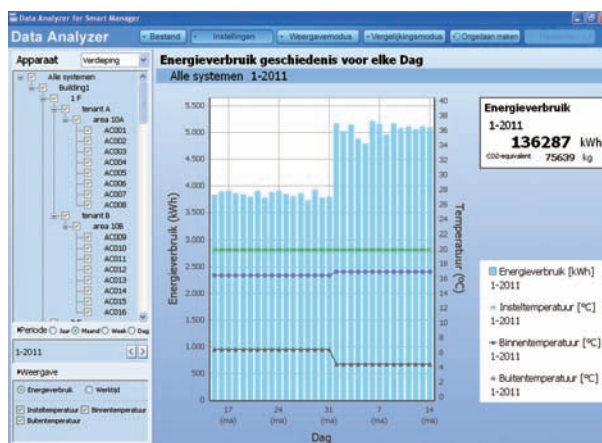 Data Analyzer for Smart Manager
Data Analyzer
Bestand
Instellingen
Weergavemodus
Vergelijkingsmodus
Ongedaan maken
Apparaat
Verdieping
Alle systemen
Building1
1 F
tenant A
area 10A
AC001
AC002
AC003
AC004
AC005
AC006
AC007
AC008
tenant B
area 10B
AC009
AC010
AC011
AC012
AC013
AC014
AC015
AC016
Periode Jaar Maand Week Dag
1-2011
Weergave
Energieverbruik Werktijd
Insteltemperatuur Binnentemperatuur
Buitentemperatuur
Energieverbruik geschiedenis voor elke Dag
Alle systemen 1-2011
Energieverbruik (kWh)
5.500
5.000
4.500
4.000
3.500
3.000
2.500
2.000
1.500
1.000
500
0
40
38
36
34
32
30
28
26
24
22
20
18
16
14
12
10
8
6
4
2
0
Temperatuur (ºC)
17 24 31 7 14
(ma) (ma) (ma) (ma) (ma)
Dag
Energieverbruik
1-2011
136287 kWh
CO2-equivalent 75639 kg
Energieverbruik [kWh]
1-2011
Insteltemperatuur [ºC]
1-2011
Binnentemperatuur [ºC]
1-2011
Buitentemperatuur [ºC]
1-2011